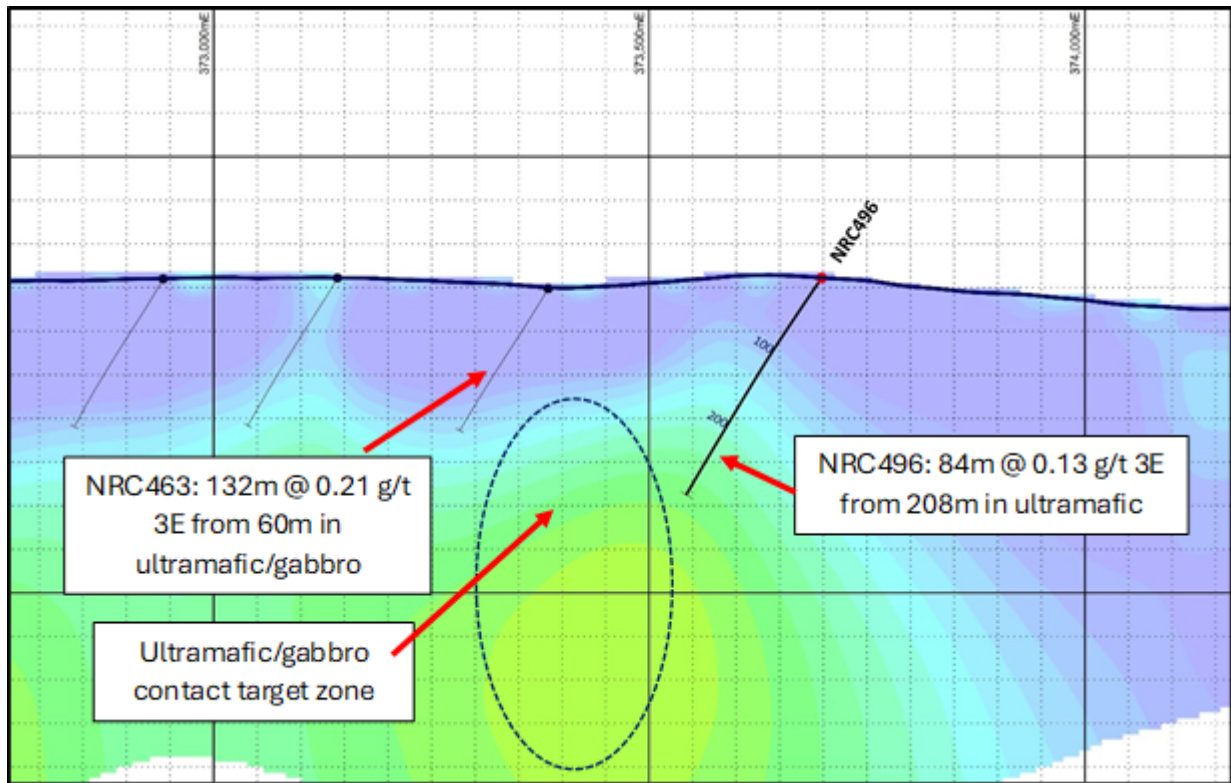 373,000mE
373,500mE
374,000mE
NRC496
100
200
NRC463: 132m @ 0.21 g/t
3E from 60m in
ultramafic/gabbro
NRC496: 84m @ 0.13 g/t 3E
from 208m in ultramafic
Ultramafic/gabbro
contact target zone